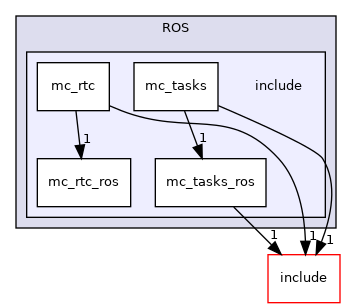 ROS
mc_rtc
mc_tasks
include
1
1
mc_rtc_ros
mc_tasks_ros
1
1
1
include